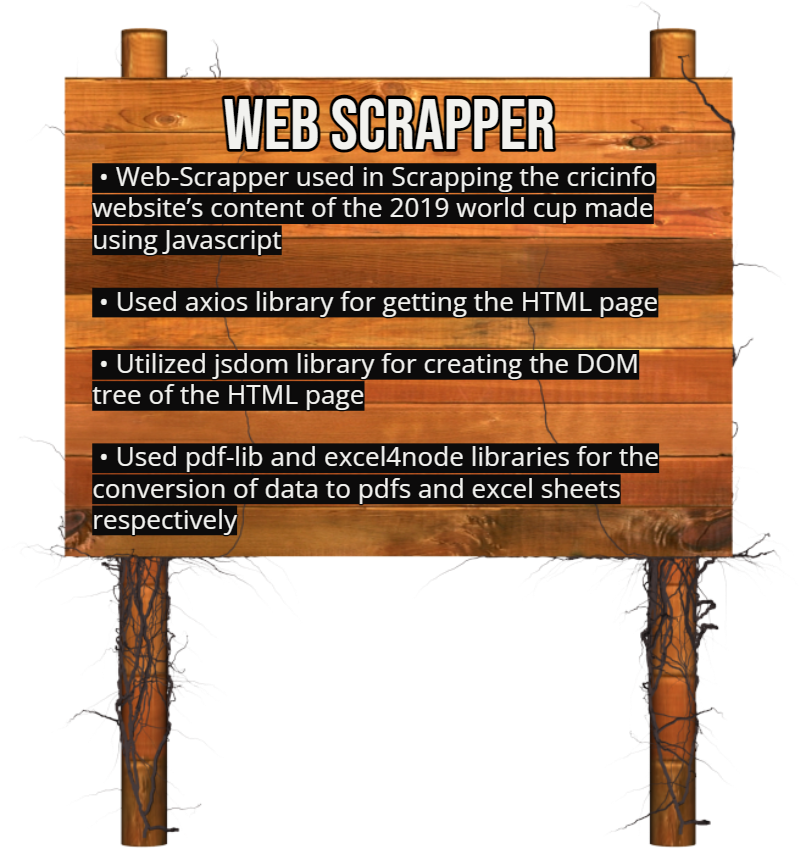 WEB SCRAPPER
• Web-Scrapper used in Scrapping the cricinfo
website’s content of the 2019 world cup made
using Javascript
• Used axios library for getting the HTML page
• Utilized jsdom library for creating the DOM
tree of the HTML page
• Used pdf-lib and excel4node libraries for the
conversion of data to pdfs and excel sheets
respectively